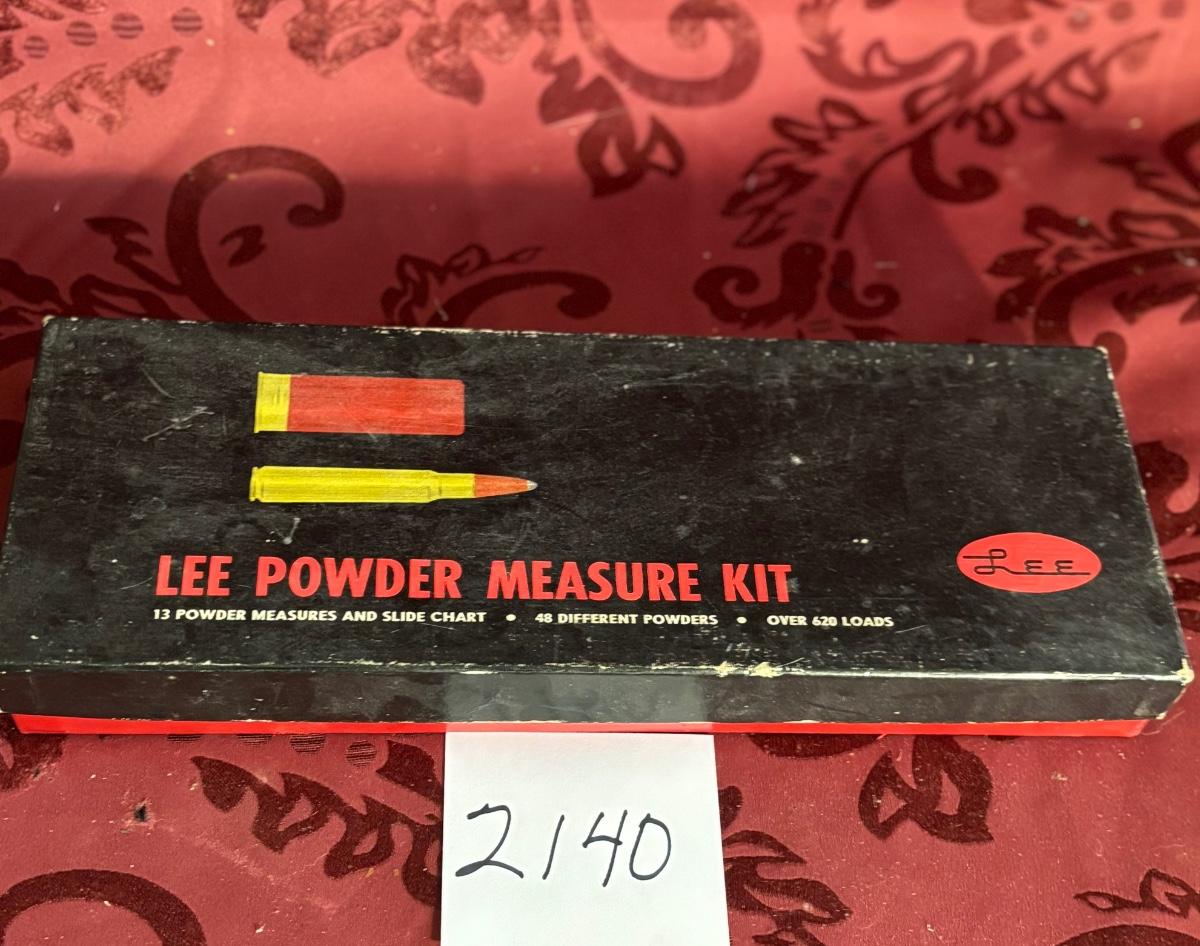 LEE POWDER MEASURE KIT
LEE
13 POWDER MEASURES AND SLIDE CHART • 48 DIFFERENT POWDERS • OVER 620 LOADS
2140